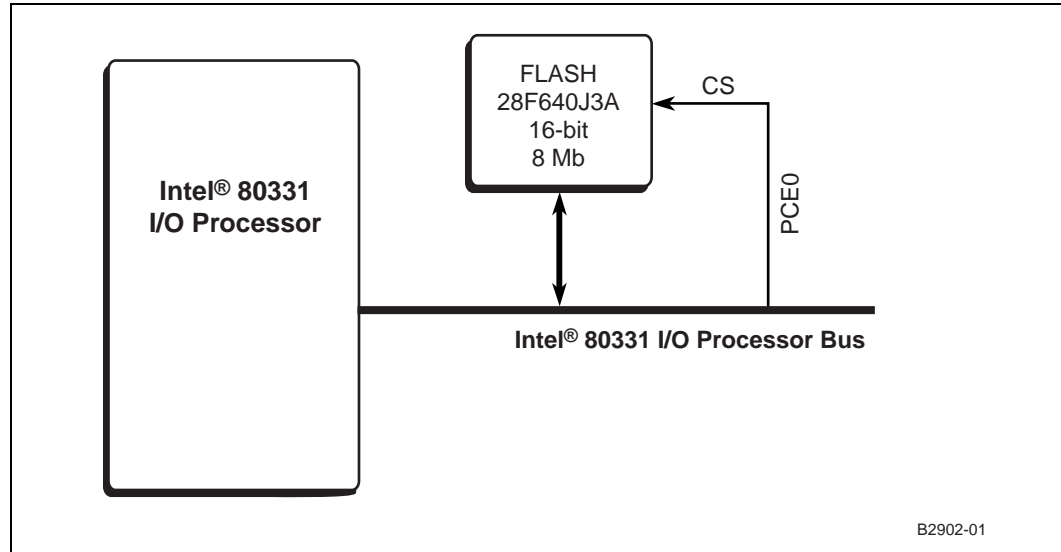 FLASH
28F640J3A
16-bit
8 Mb
CS
PCE0
Intel® 80331
I/O Processor
Intel® 80331 I/O Processor Bus
B2902-01